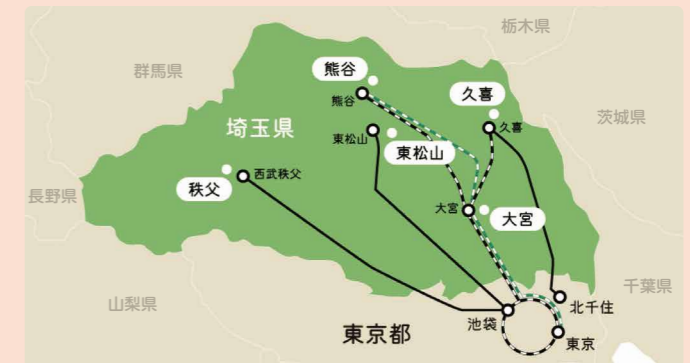 栃木県
群馬県
熊谷
久喜
熊谷
茨城県
埼玉県
久喜
東松山
東松山
西武秩父
秩父
長野県
大宮
大宮
千葉県
山梨県
北千住
池袋
東京都
東京